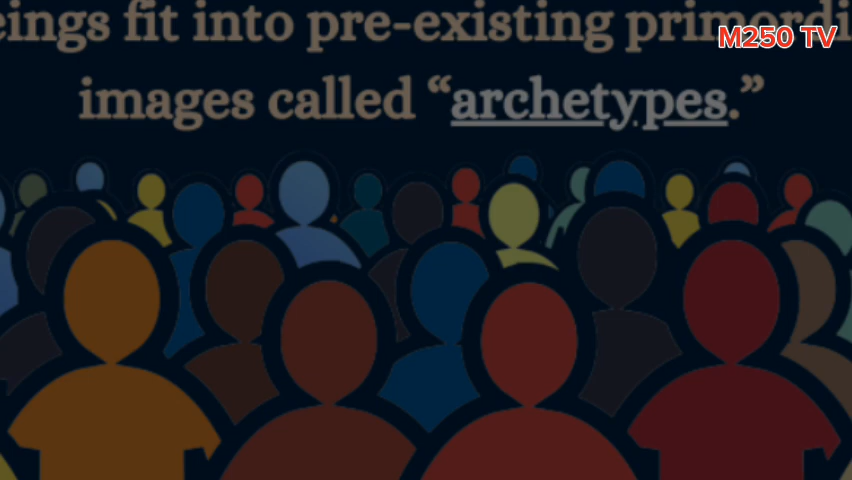 eings fit into pre-existing primordi
M250 TV
images called “archetypes.”